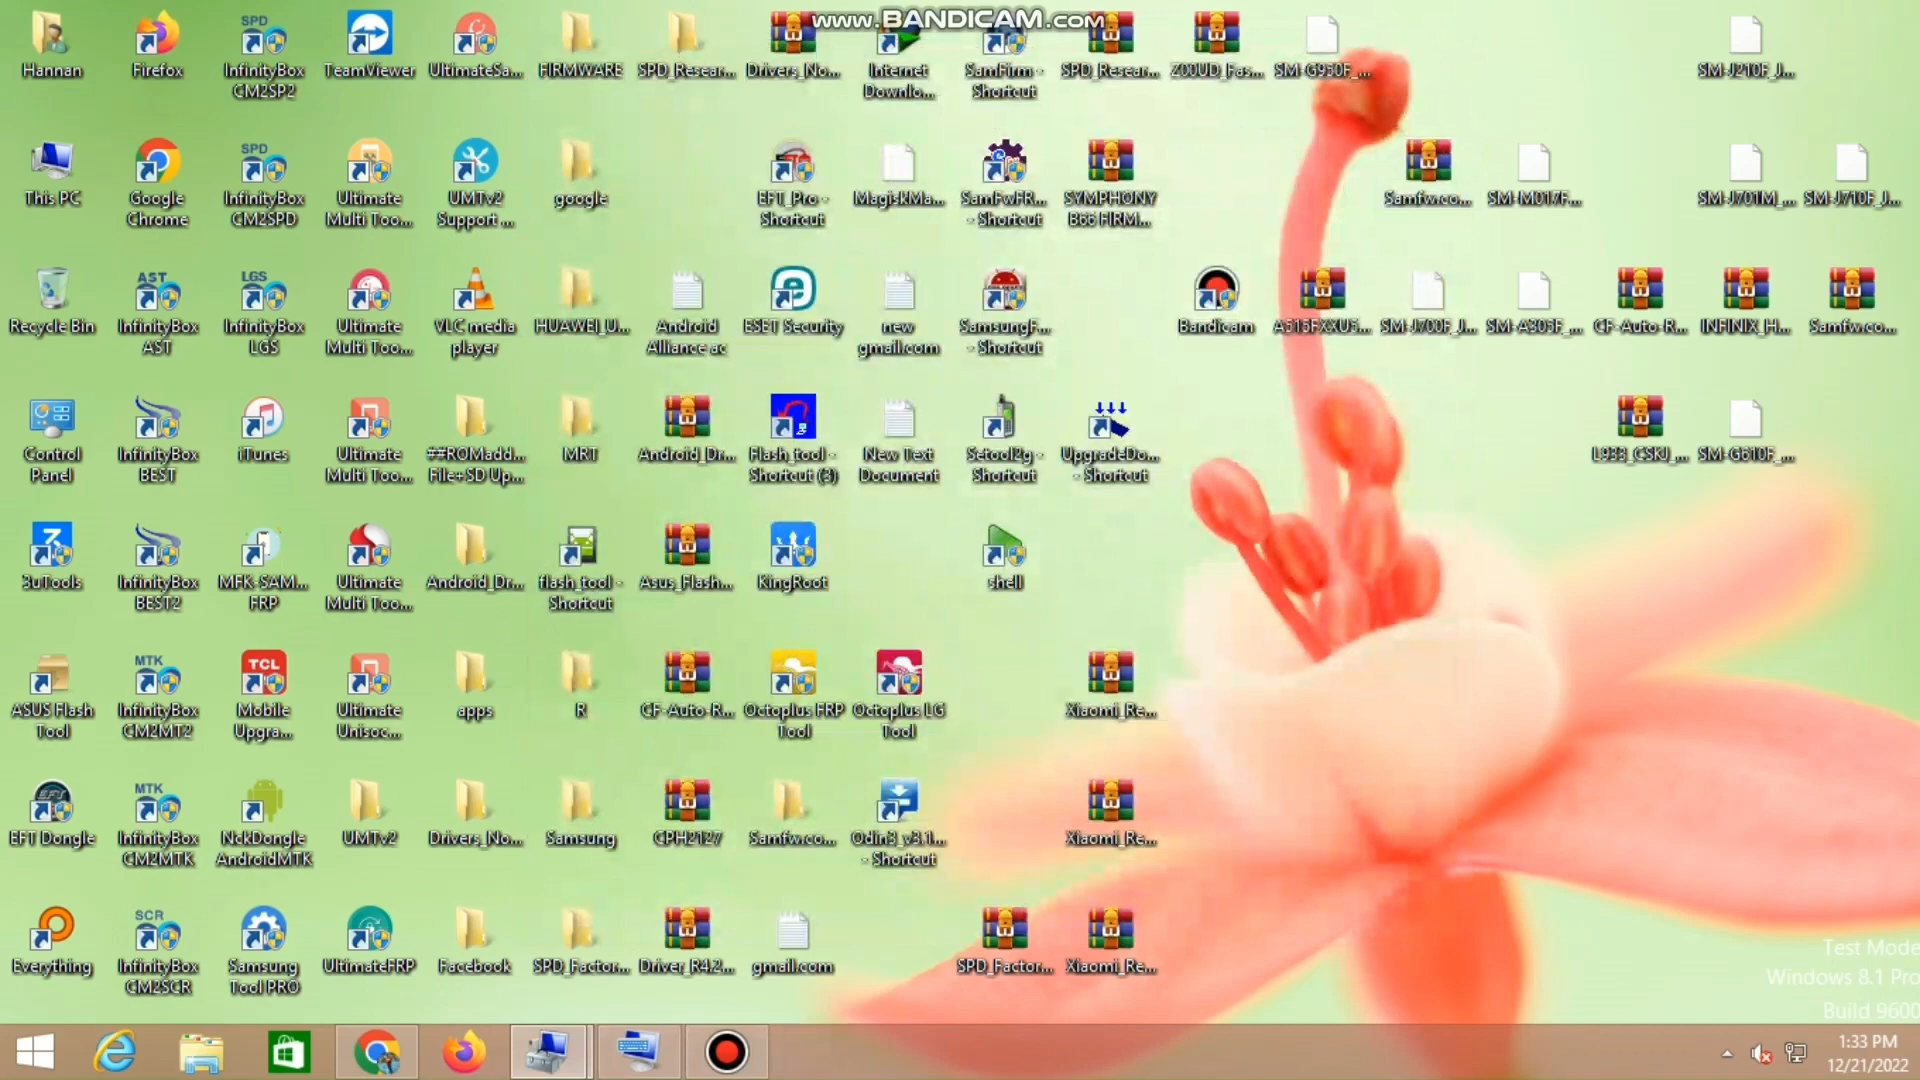 www.BANDICAM.com
Hannan
Firefox
SPD
InfinityBox
CM2SP2
TeamViewer
UltimateSa...
FIRMWARE
SPD_Resear...
Drivers_No...
Internet
Downlo...
SamFirm -
Shortcut
SPD_Resear...
Z00UD_Fas...
SM-G950F_...
SM-J210F_J...
This PC
Google
Chrome
SPD
InfinityBox
CM2SPD
Ultimate
Multi Too...
UMTv2
Support ...
google
EFT_Pro -
Shortcut
MagiskMa...
SamFwFR...
- Shortcut
SYMPHONY
B66 FIRM...
Samfw.co...
SM-M017F...
SM-J701M_...
SM-J710F_J...
Recycle Bin
AST
InfinityBox
AST
LGS
InfinityBox
LGS
Ultimate
Multi Too...
VLC media
player
HUAWEI_U...
Android
Alliance ac
ESET Security
new
gmail.com
SamsungF...
- Shortcut
Bandicam
A515FXXU5...
SM-J700F_J...
SM-A305F_...
CF-Auto-R...
INFINIX_H...
Samfw.co...
Control
Panel
InfinityBox
BEST
iTunes
Ultimate
Multi Too...
##ROMadd...
File+SD Up...
MRT
Android_Dr...
Flash_tool -
Shortcut (3)
New Text
Document
Setool2g -
Shortcut
UpgradeDo...
- Shortcut
L933_CSKJ_...
SM-G610F_...
3uTools
InfinityBox
BEST2
MFK-SAM...
FRP
Ultimate
Multi Too...
Android_Dr...
flash_tool -
Shortcut
Asus_Flash...
KingRoot
shell
ASUS Flash
Tool
MTK
InfinityBox
CM2MT2
TCL
Mobile
Upgra...
Ultimate
Unisoc...
apps
R
CF-Auto-R...
Octoplus FRP
Tool
Octoplus LG
Tool
Xiaomi_Re...
EFT Dongle
MTK
InfinityBox
CM2MTK
NckDongle
AndroidMTK
UMTv2
Drivers_No...
Samsung
CPH2127
Samfw.co...
Odin3_v3.1...
- Shortcut
Xiaomi_Re...
Everything
SCR
InfinityBox
CM2SCR
Samsung
Tool PRO
UltimateFRP
Facebook
SPD_Factor...
Driver_R4.2...
gmail.com
SPD_Factor...
Xiaomi_Re...
Test Mode
Windows 8.1 Pro
Build 9600
1:33 PM
12/21/2022